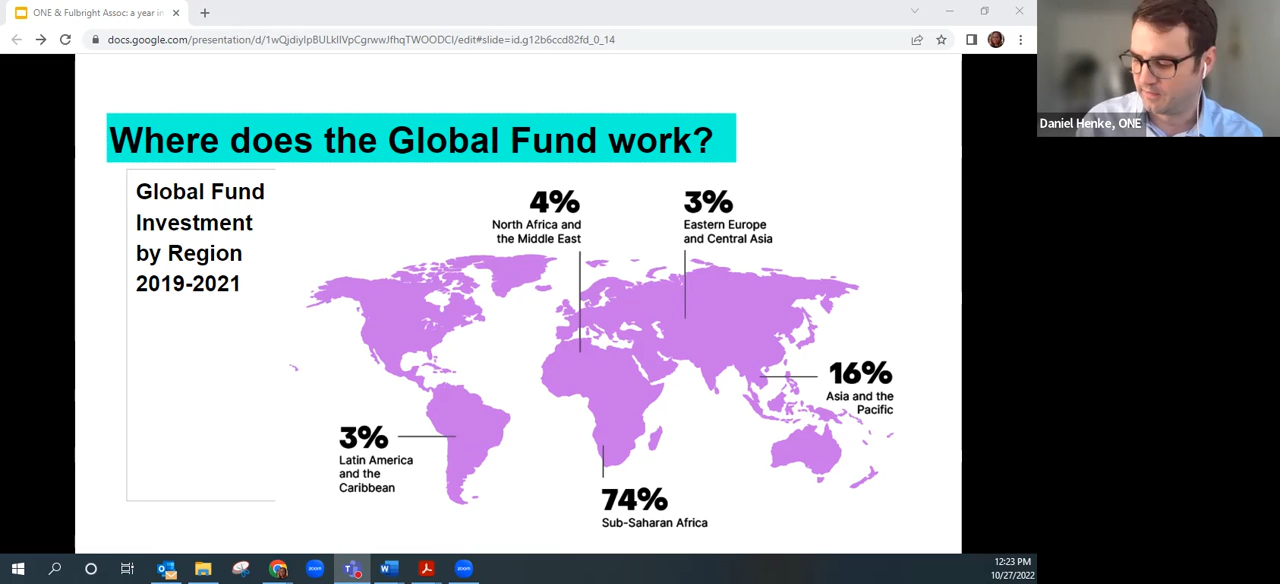 ONE & Fulbright Assoc: a year in
docs.google.com/presentation/d/1wQjdiyIpBULkIlVpCgrwwJfhqTWOODCI/edit#slide=id.g12b6ccd82fd_0_14
Daniel Henke, ONE
Where does the Global Fund work?
Global Fund
Investment
by Region
2019-2021
4%
North Africa and
the Middle East
3%
Eastern Europe
and Central Asia
16%
Asia and the
Pacific
3%
Latin America
and the
Caribbean
74%
Sub-Saharan Africa
zoom
zoom
12:23 PM
10/27/2022